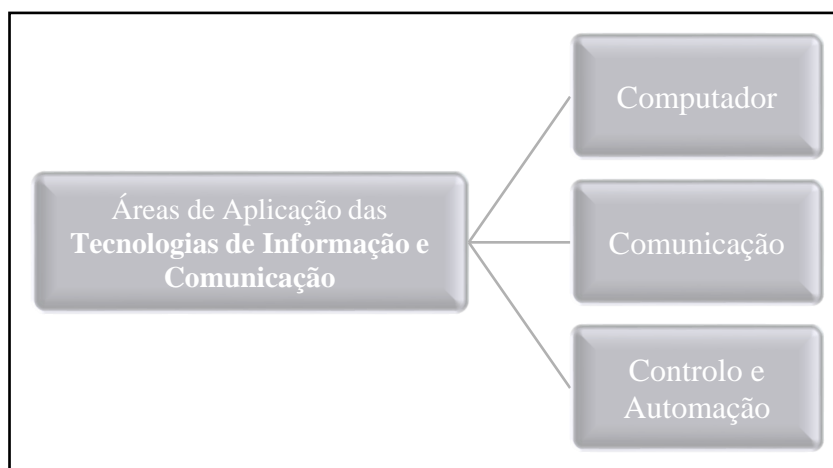 Áreas de Aplicação das
Tecnologias de Informação e
Comunicação
Computador
Comunicação
Controlo e
Automação